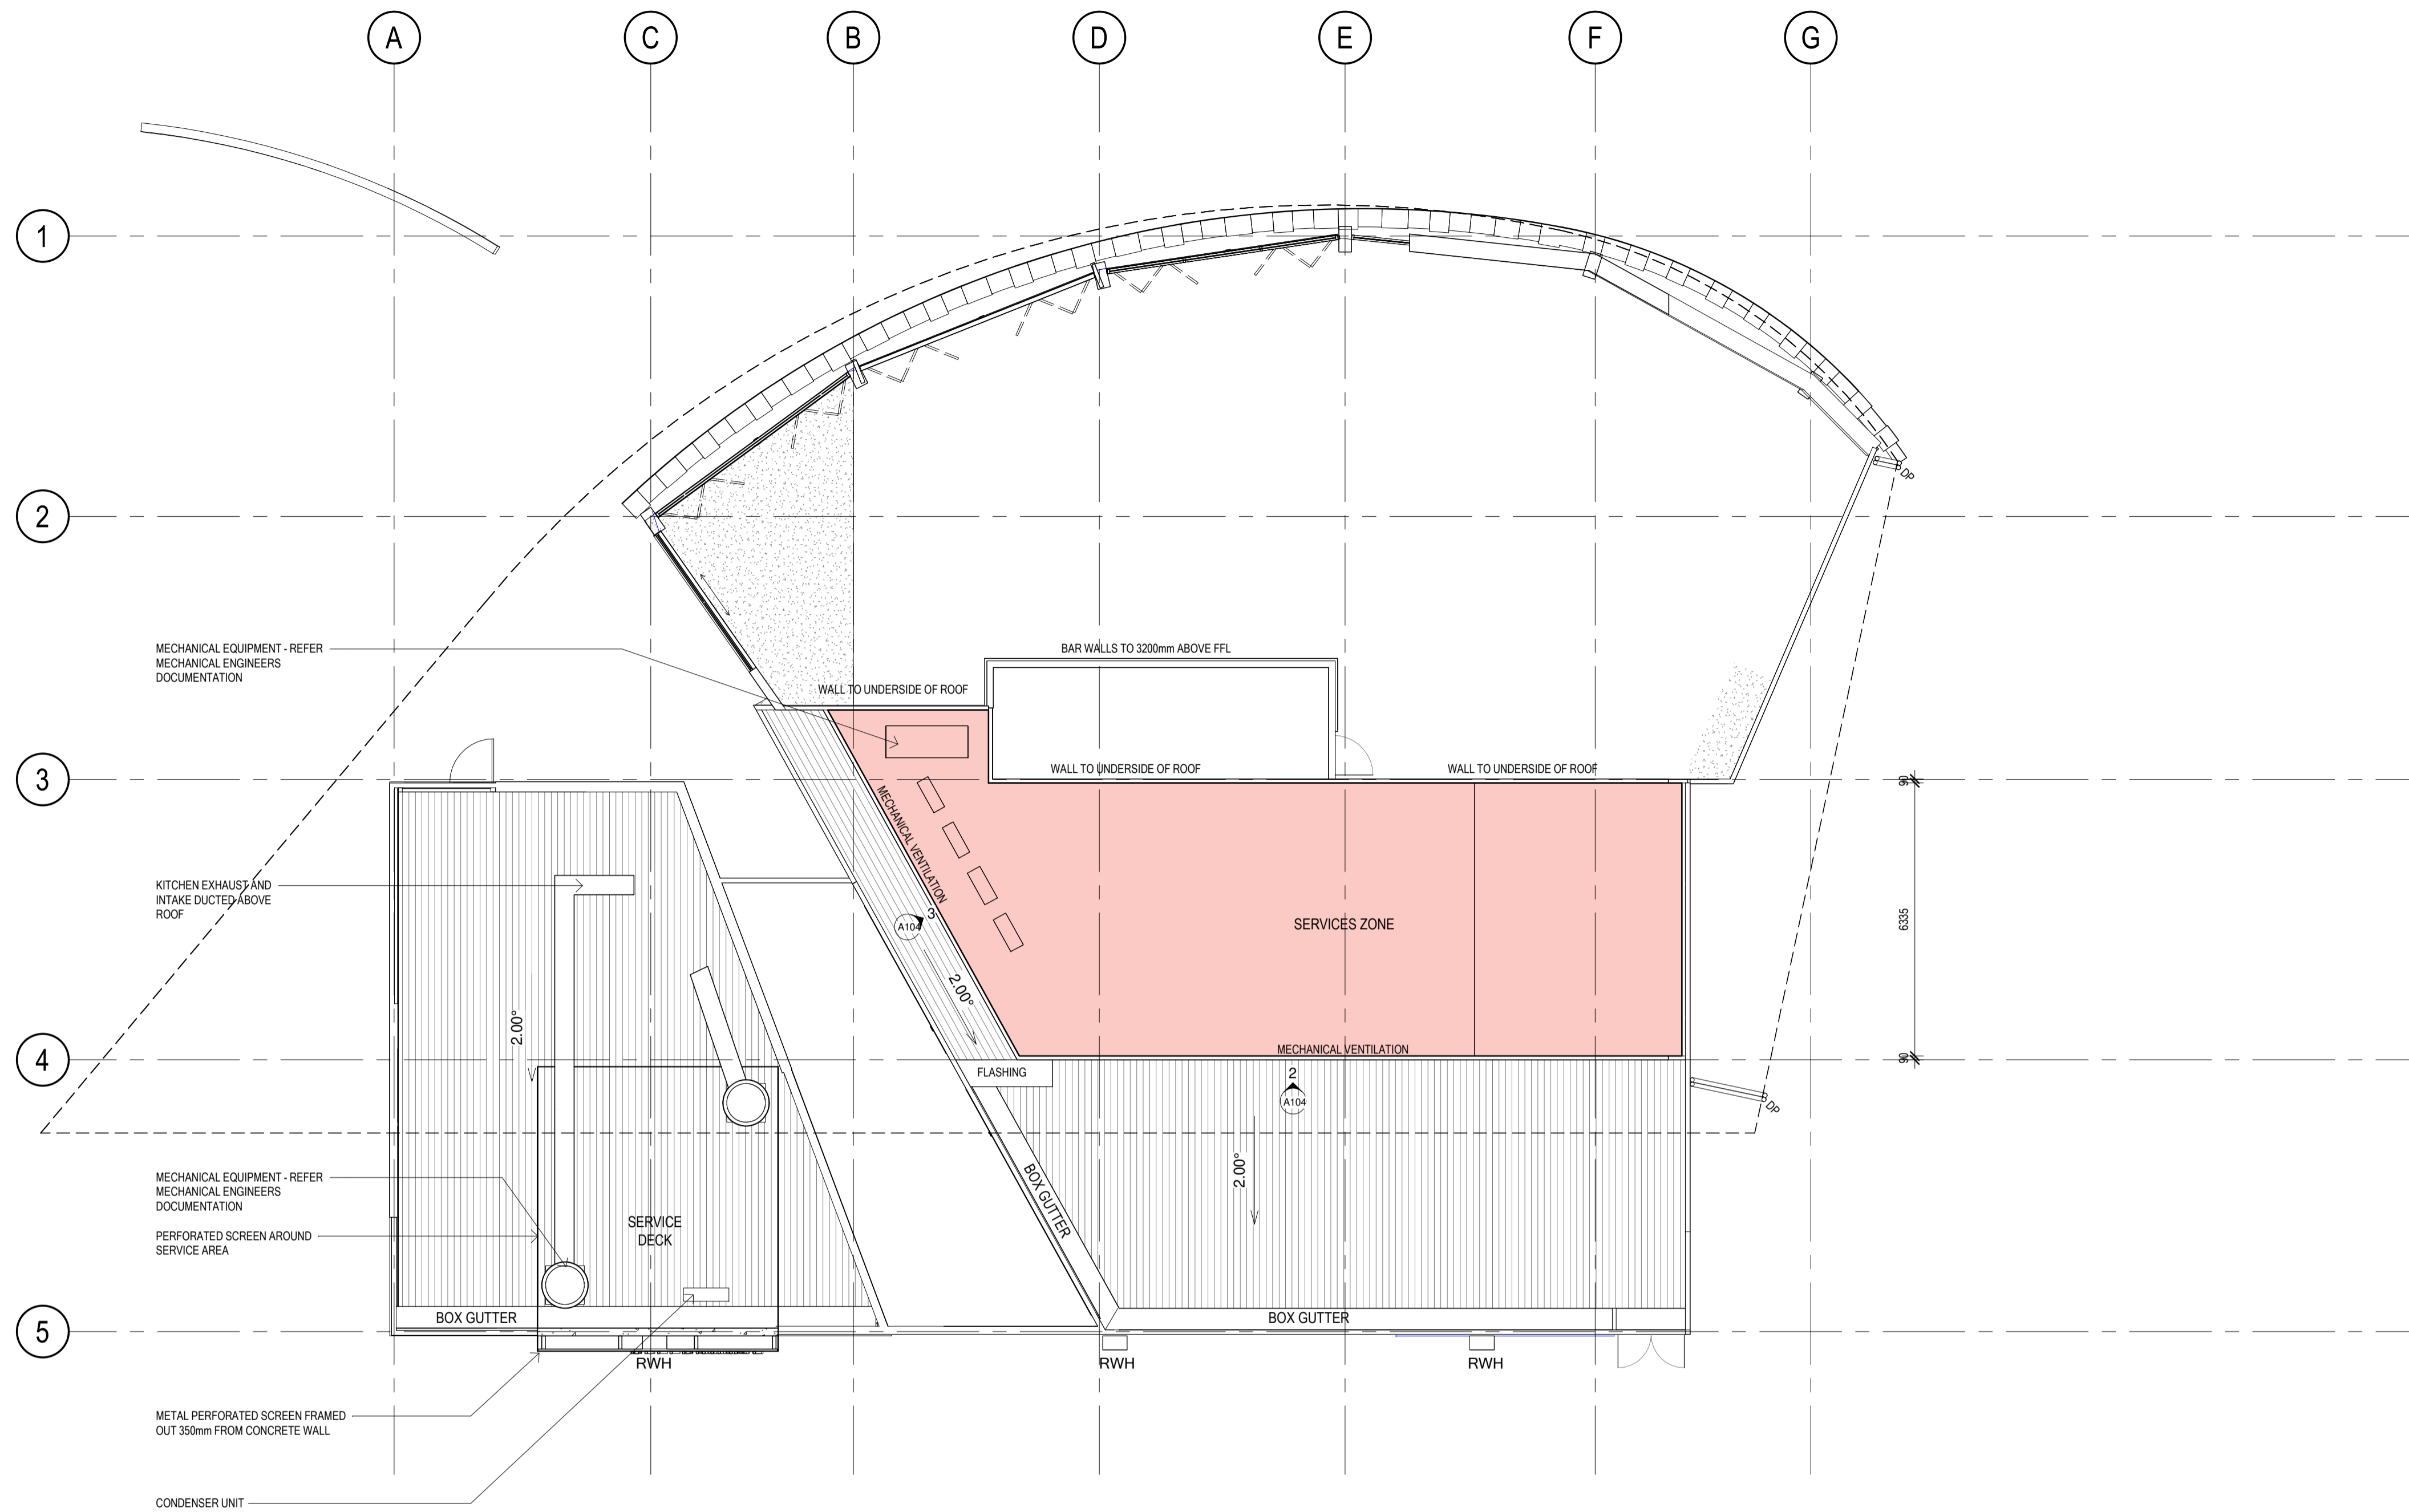 A
C
B
D
E
F
G
1
2
DP
MECHANICAL EQUIPMENT - REFER
MECHANICAL ENGINEERS
DOCUMENTATION
BAR WALLS TO 3200mm ABOVE FFL
WALL TO UNDERSIDE OF ROOF
WALL TO UNDERSIDE OF ROOF
WALL TO UNDERSIDE OF ROOF
3
90
MECHANICAL VENTILATION
KITCHEN EXHAUST AND
INTAKE DUCTED ABOVE
ROOF
3
A104
SERVICES ZONE
6335
2.00°
2.00°
4
MECHANICAL VENTILATION
90
FLASHING
2
A104
DP
MECHANICAL EQUIPMENT - REFER
MECHANICAL ENGINEERS
DOCUMENTATION
2.00°
BOX GUTTER
PERFORATED SCREEN AROUND
SERVICE AREA
SERVICE
DECK
BOX GUTTER
BOX GUTTER
5
RWH
RWH
RWH
METAL PERFORATED SCREEN FRAMED
OUT 350mm FROM CONCRETE WALL
CONDENSER UNIT